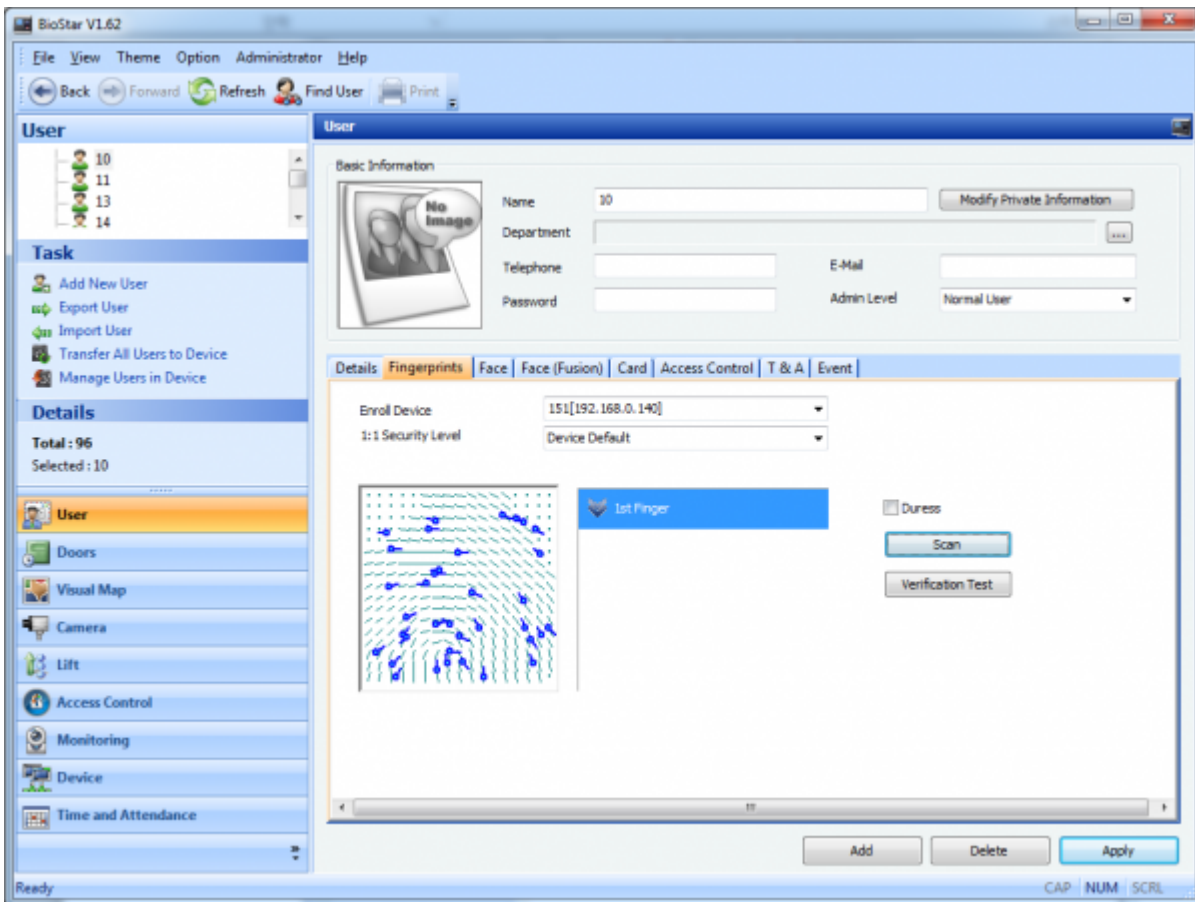 BioStar V1.62
File View Theme Option Administrator Help
Back Forward Refresh Find User Print
User
10
11
13
14
Task
Add New User
Export User
Import User
Transfer All Users to Device
Manage Users in Device
Details
Total : 96
Selected : 10
User
Doors
Visual Map
Camera
Lift
Access Control
Monitoring
Device
Time and Attendance
User
Basic Information
No Image
Name 10 Modify Private Information
Department ...
Telephone E-Mail
Password Admin Level Normal User
Details Fingerprints Face Face (Fusion) Card Access Control T & A Event
Enroll Device 151[192.168.0.140]
1:1 Security Level Device Default
1st Finger
Duress
Scan
Verification Test
Add Delete Apply
Ready CAP NUM SCRL